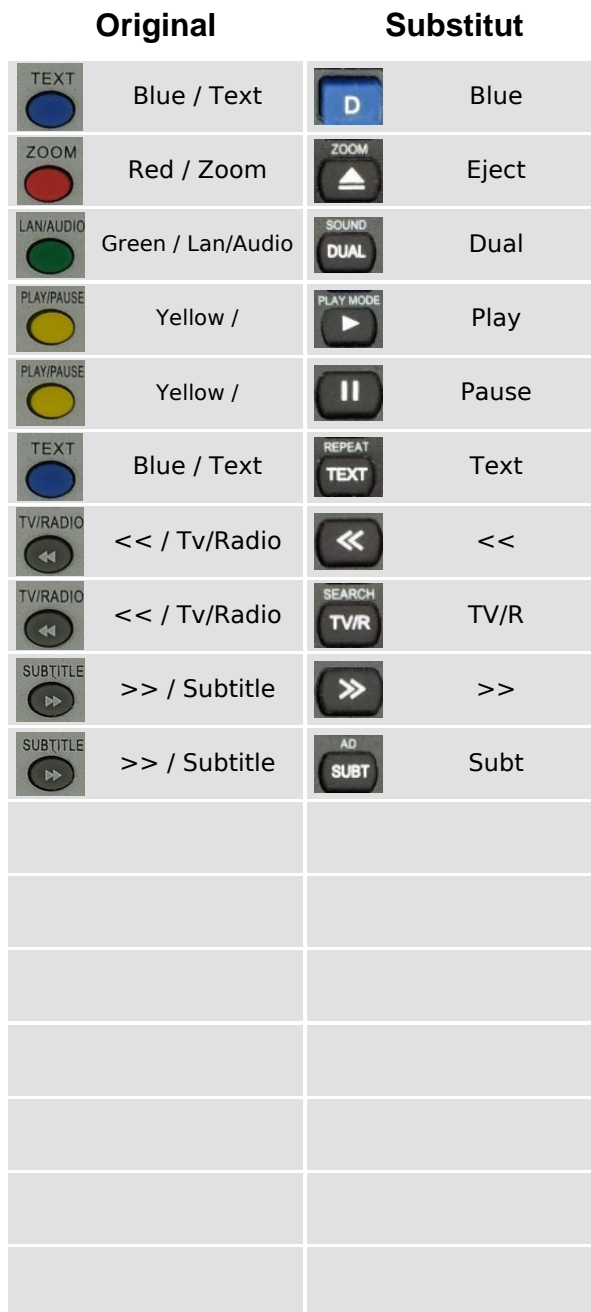 Original Substitut
TEXT Blue / Text D Blue
ZOOM Red / Zoom ZOOM Eject
LAN/AUDIO Green / Lan/Audio SOUND DUAL Dual
PLAY/PAUSE Yellow / PLAY MODE Play
PLAY/PAUSE Yellow / Pause
TEXT Blue / Text REPEAT TEXT Text
TV/RADIO << / Tv/Radio <<
TV/RADIO << / Tv/Radio SEARCH TV/R TV/R
SUBTITLE >> / Subtitle >>
SUBTITLE >> / Subtitle AD SUBT Subt